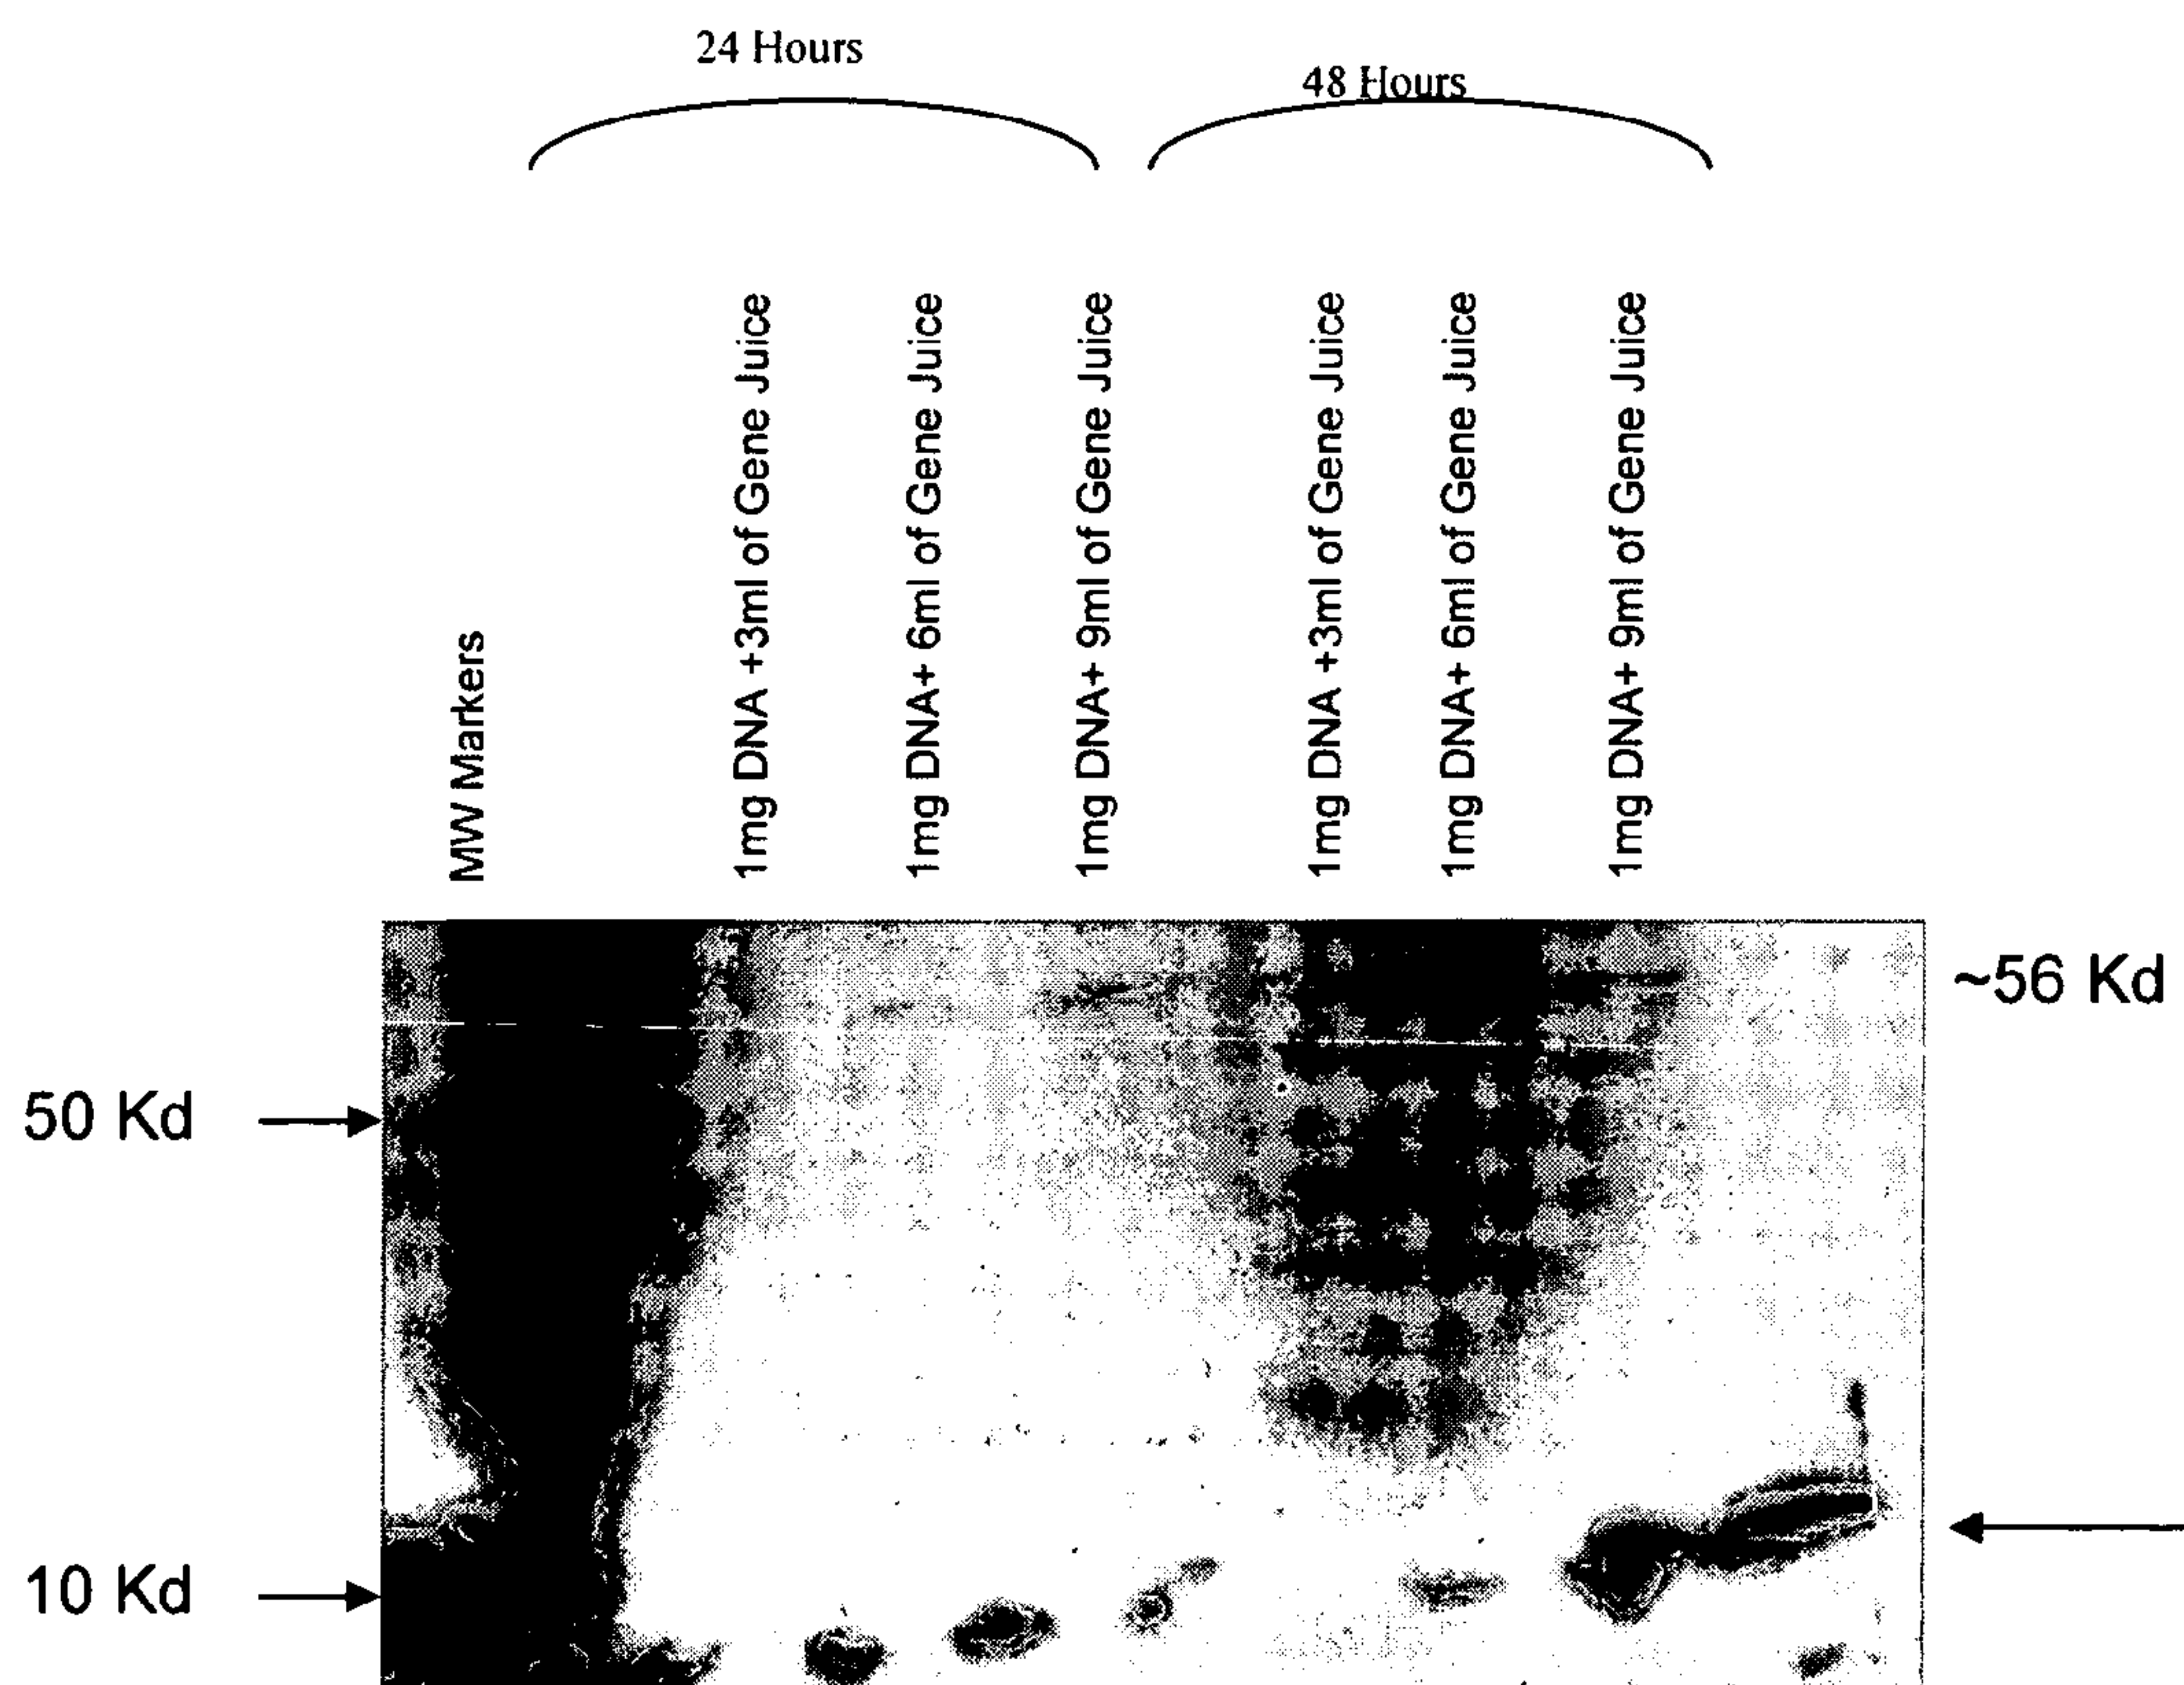 24 Hours
48 Hours
MW Markers
1mg DNA +3ml of Gene Juice
1mg DNA+ 6ml of Gene Juice
1mg DNA+ 9ml of Gene Juice
1mg DNA +3ml of Gene Juice
1mg DNA+ 6ml of Gene Juice
1mg DNA+ 9ml of Gene Juice
~56 Kd
50 Kd
10 Kd